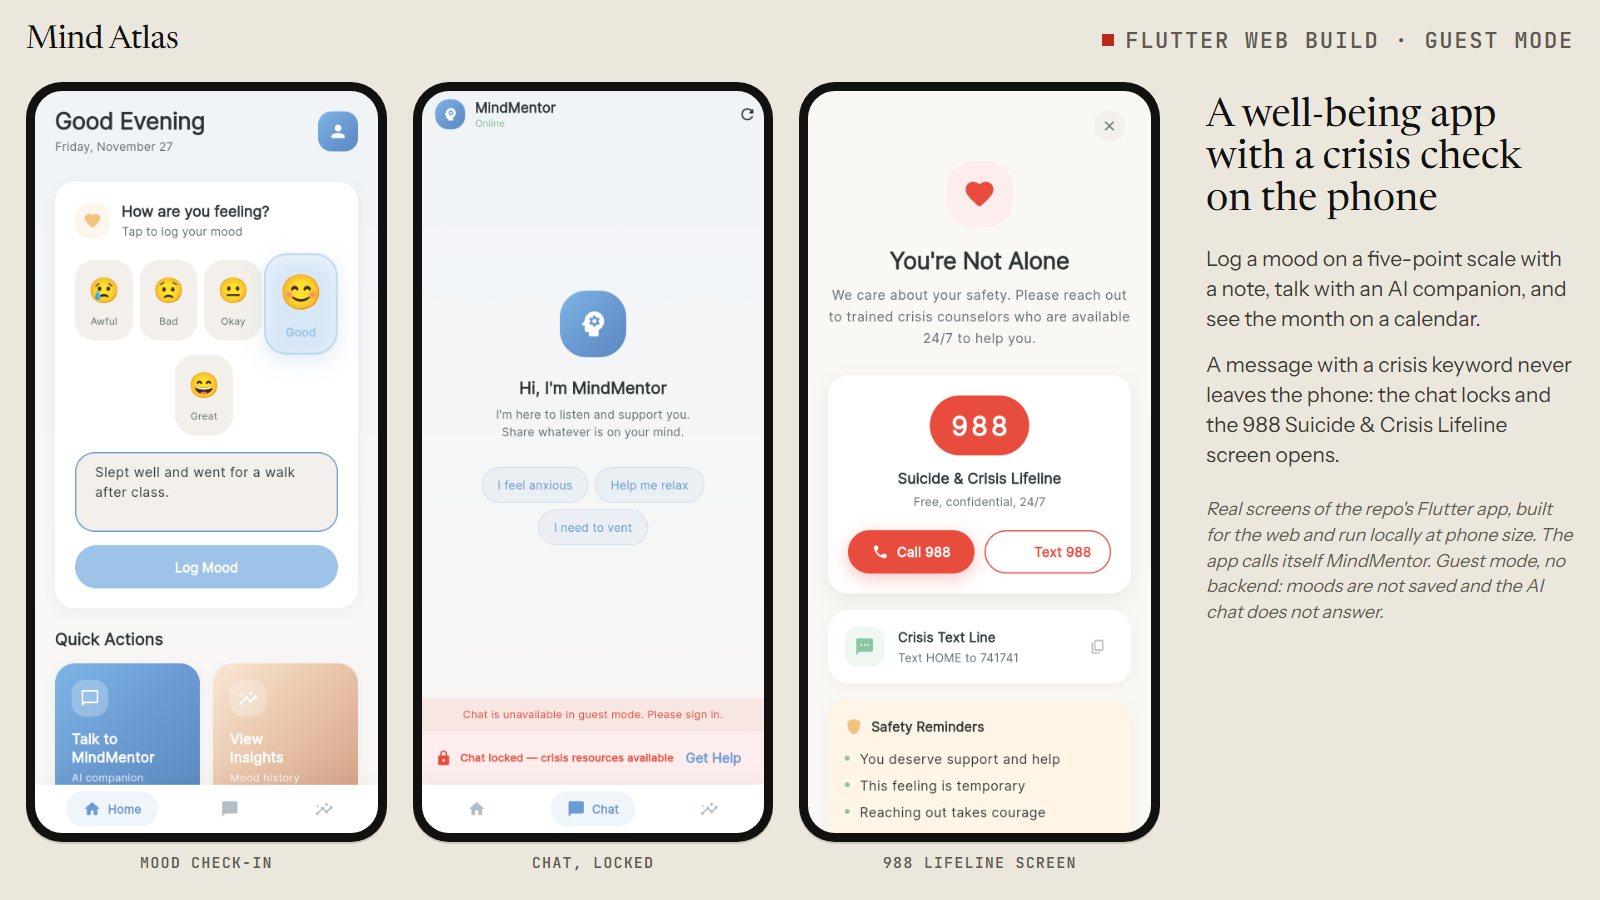 Mind Atlas
FLUTTER WEB BUILD · GUEST MODE
Good Evening
Friday, November 27
How are you feeling?
Tap to log your mood
Awful
Bad
Okay
Good
Great
Slept well and went for a walk
after class.
Log Mood
Quick Actions
Talk to
MindMentor
AI companion
View
Insights
Mood history
Home
MOOD CHECK-IN
MindMentor
Online
Hi, I'm MindMentor
I'm here to listen and support you.
Share whatever is on your mind.
I feel anxious
Help me relax
I need to vent
Chat is unavailable in guest mode. Please sign in.
Chat locked — crisis resources available
Get Help
Chat
CHAT, LOCKED
You're Not Alone
We care about your safety. Please reach out
to trained crisis counselors who are available
24/7 to help you.
988
Suicide & Crisis Lifeline
Free, confidential, 24/7
Call 988
Text 988
Crisis Text Line
Text HOME to 741741
Safety Reminders
• You deserve support and help
• This feeling is temporary
• Reaching out takes courage
988 LIFELINE SCREEN
A well-being app
with a crisis check
on the phone
Log a mood on a five-point scale with
a note, talk with an AI companion, and
see the month on a calendar.
A message with a crisis keyword never
leaves the phone: the chat locks and
the 988 Suicide & Crisis Lifeline
screen opens.
Real screens of the repo's Flutter app, built
for the web and run locally at phone size. The
app calls itself MindMentor. Guest mode, no
backend: moods are not saved and the AI
chat does not answer.